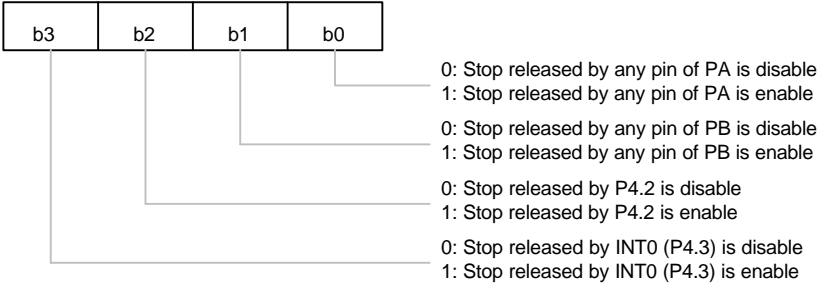 b3 b2 b1 b0
0: Stop released by any pin of PA is disable
1: Stop released by any pin of PA is enable
0: Stop released by any pin of PB is disable
1: Stop released by any pin of PB is enable
0: Stop released by P4.2 is disable
1: Stop released by P4.2 is enable
0: Stop released by INT0 (P4.3) is disable
1: Stop released by INT0 (P4.3) is enable